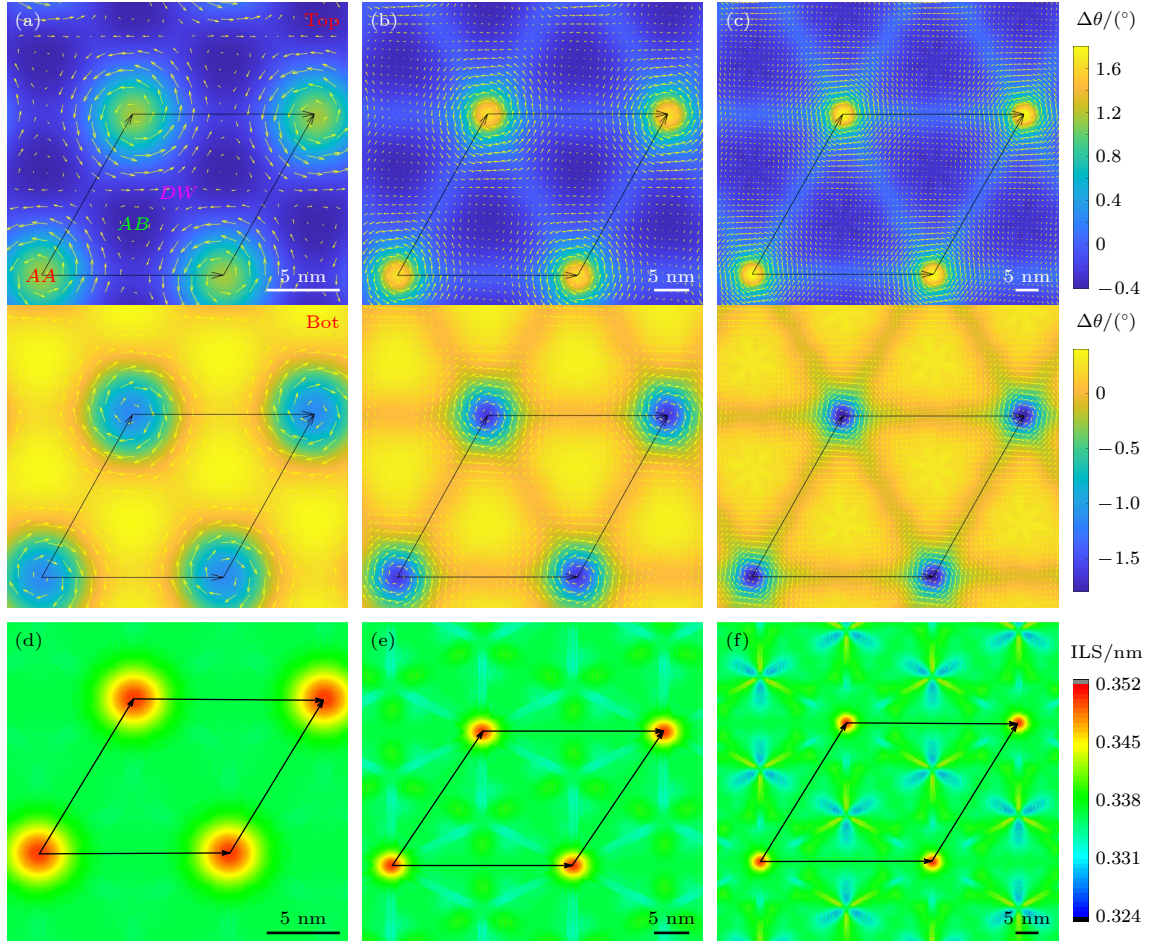 (a)
Top
(b)
(c)
Δθ/(°)
1.6
1.2
0.8
0.4
0
−0.4
DW
AB
AA
5 nm
5 nm
5 nm
Bot
Δθ/(°)
0
−0.5
−1.0
−1.5
(d)
(e)
(f)
ILS/nm
0.352
0.345
0.338
0.331
0.324
5 nm
5 nm
5 nm